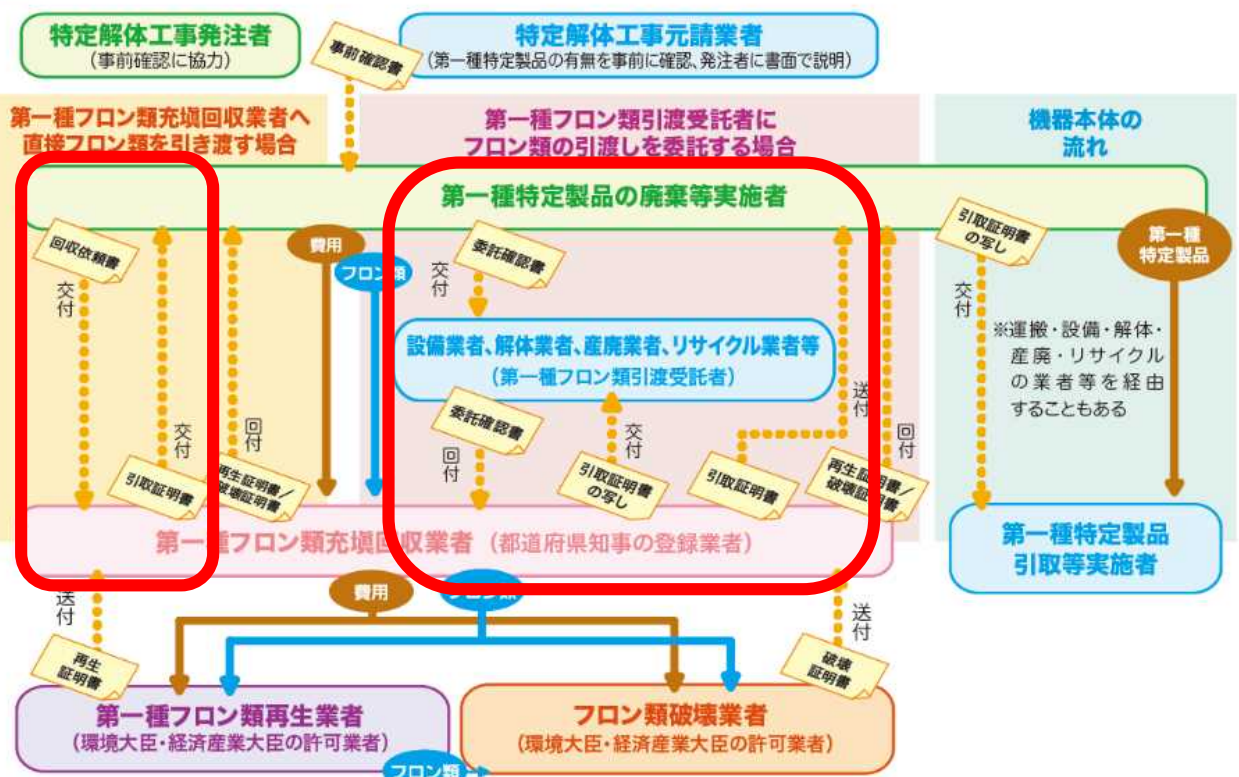 特定解体工事発注者
(事前確認に協力)
事前確認書
特定解体工事元請業者
(第一種特定製品の有無を事前に確認、発注者に書面で説明)
第一種フロン類充塡回収業者へ
直接フロン類を引き渡す場合
第一種フロン類引渡受託者に
フロン類の引渡しを委託する場合
機器本体の
流れ
第一種特定製品の廃棄等実施者
回収依頼書
交付
引取証明書
交付
再生証明書/
破壊証明書
回付
費用
フロン類
委託確認書
交付
設備業者、解体業者、産廃業者、リサイクル業者等
(第一種フロン類引渡受託者)
委託確認書
回付
引取証明書
の写し
交付
引取証明書
送付
再生証明書/
破壊証明書
回付
引取証明書
の写し
交付
第一種
特定製品
※運搬・設備・解体・
産廃・リサイクル
の業者等を経由
することもある
第一種フロン類充塡回収業者(都道府県知事の登録業者)
第一種特定製品
引取等実施者
送付
再生
証明書
費用
フロン類
送付
破壊
証明書
第一種フロン類再生業者
(環境大臣・経済産業大臣の許可業者)
フロン類破壊業者
(環境大臣・経済産業大臣の許可業者)
フロン類